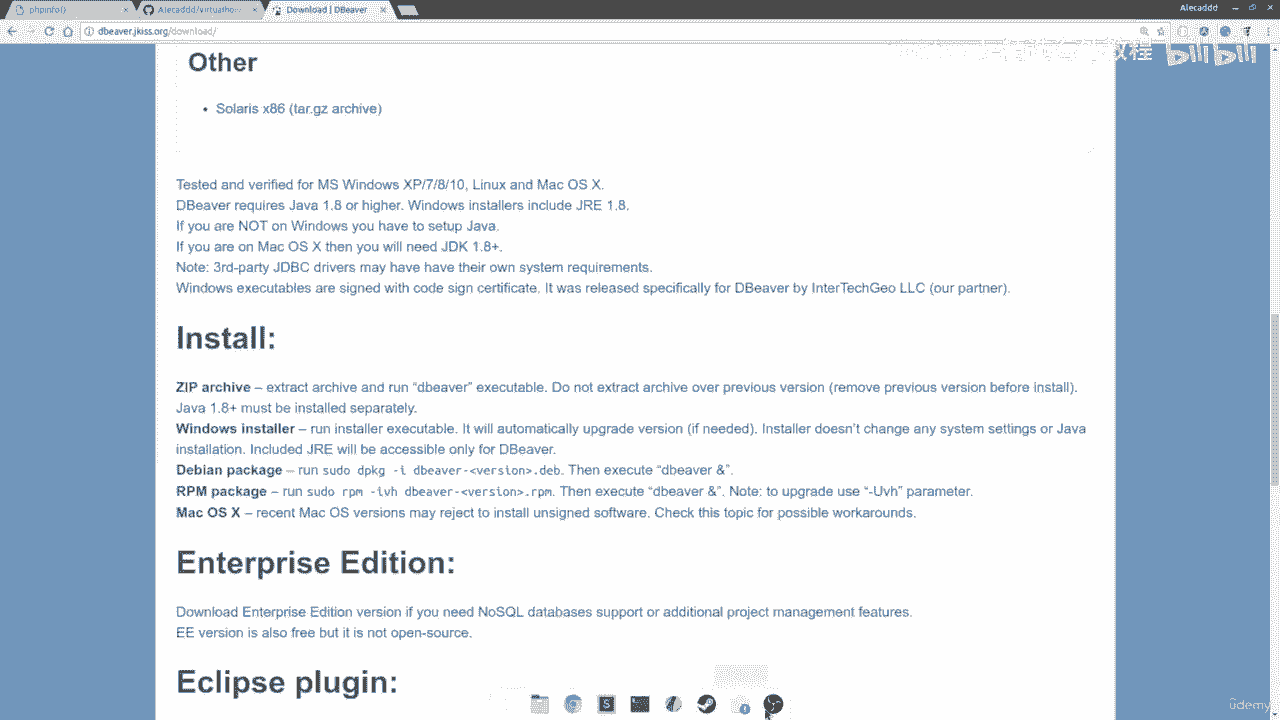 phpinfo()
Alecaddd/virtualho
Download | DBeaver
Alecaddd
dbeaver.jkiss.org/download/
教程 bilibili
Other
• Solaris x86 (tar.gz archive)
Tested and verified for MS Windows XP/7/8/10, Linux and Mac OS X.
DBeaver requires Java 1.8 or higher. Windows installers include JRE 1.8.
If you are NOT on Windows you have to setup Java.
If you are on Mac OS X then you will need JDK 1.8+.
Note: 3rd-party JDBC drivers may have have their own system requirements.
Windows executables are signed with code sign certificate. It was released specifically for DBeaver by InterTechGeo LLC (our partner).
Install:
ZIP archive – extract archive and run “dbeaver” executable. Do not extract archive over previous version (remove previous version before install).
Java 1.8+ must be installed separately.
Windows installer – run installer executable. It will automatically upgrade version (if needed). Installer doesn’t change any system settings or Java
installation. Included JRE will be accessible only for DBeaver.
Debian package – run sudo dpkg -i dbeaver-<version>.deb. Then execute “dbeaver &”.
RPM package – run sudo rpm -ivh dbeaver-<version>.rpm. Then execute “dbeaver &”. Note: to upgrade use “-Uvh” parameter.
Mac OS X – recent Mac OS versions may reject to install unsigned software. Check this topic for possible workarounds.
Enterprise Edition:
Download Enterprise Edition version if you need NoSQL databases support or additional project management features.
EE version is also free but it is not open-source.
Eclipse plugin:
udemy